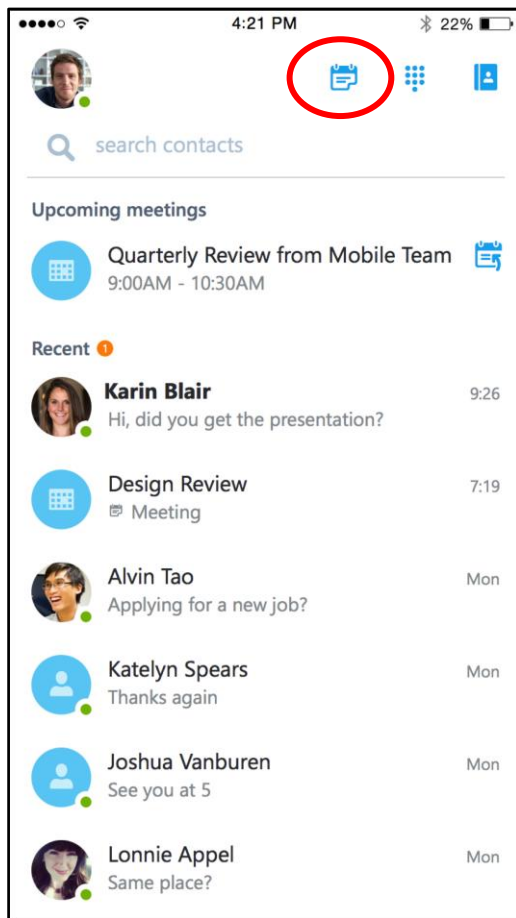 4:21 PM 22%
search contacts
Upcoming meetings
Quarterly Review from Mobile Team
9:00AM - 10:30AM
Recent 1
Karin Blair 9:26
Hi, did you get the presentation?
Design Review 7:19
Meeting
Alvin Tao Mon
Applying for a new job?
Katelyn Spears Mon
Thanks again
Joshua Vanburen Mon
See you at 5
Lonnie Appel Mon
Same place?